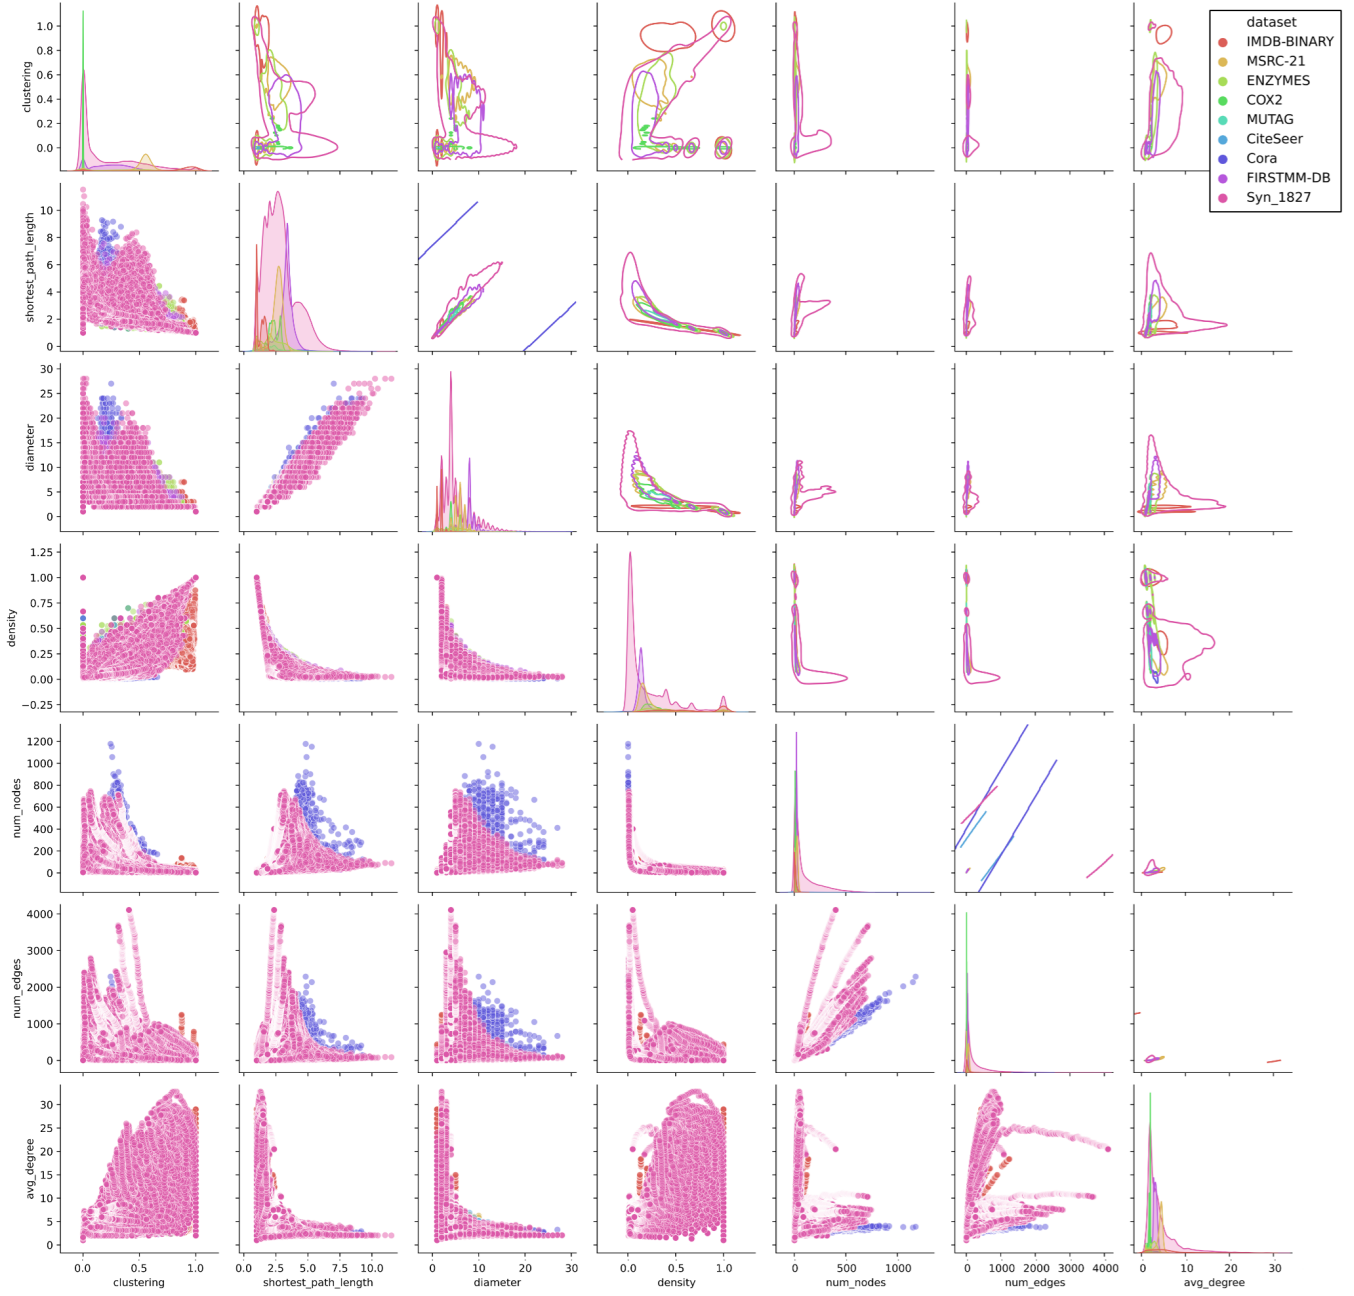 dataset
IMDB-BINARY
MSRC-21
ENZYMES
COX2
MUTAG
CiteSeer
Cora
FIRSTMM-DB
Syn_1827
clustering
1.0
0.8
0.6
0.4
0.2
0.0
shortest_path_length
10
8
6
4
2
0
diameter
30
25
20
15
10
5
0
density
1.25
1.00
0.75
0.50
0.25
0.00
−0.25
num_nodes
1200
1000
800
600
400
200
0
num_edges
4000
3000
2000
1000
0
avg_degree
30
25
20
15
10
5
0
0.0 0.5 1.0 0.0 2.5 5.0 7.5 10.0 0 10 20 30 0.0 0.5 1.0 0 500 1000 0 1000 2000 3000 4000 0 10 20 30
clustering shortest_path_length diameter density num_nodes num_edges avg_degree